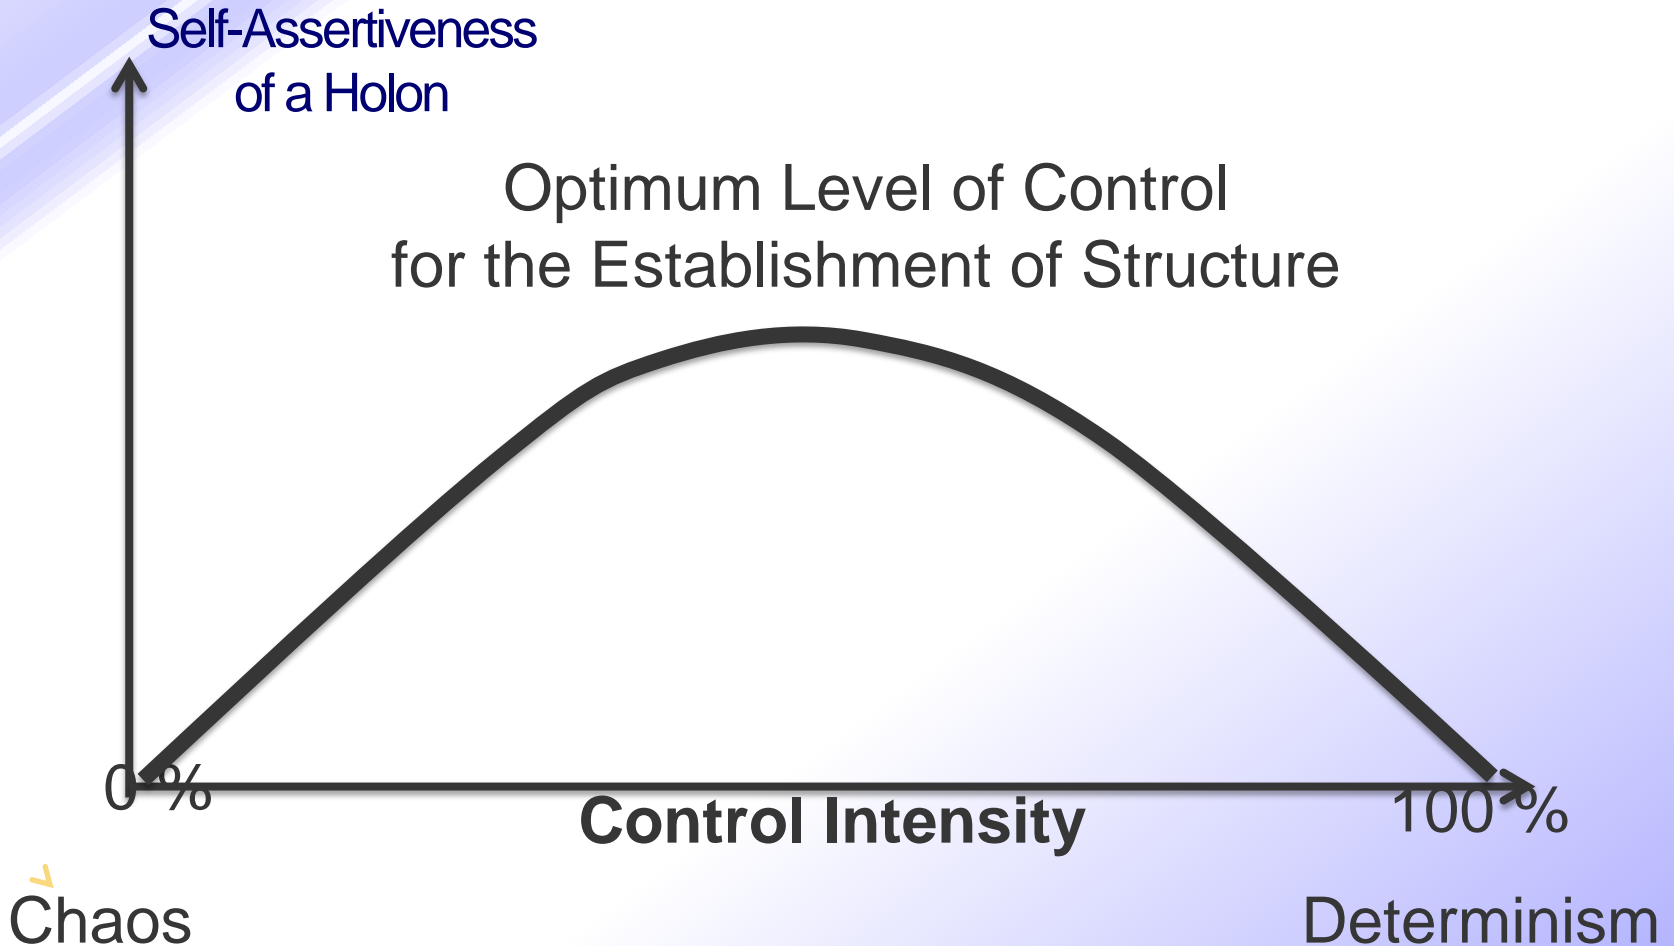 Self-Assertiveness
of a Holon
Optimum Level of Control
for the Establishment of Structure
0 %
Control Intensity
100 %
Chaos
Determinism